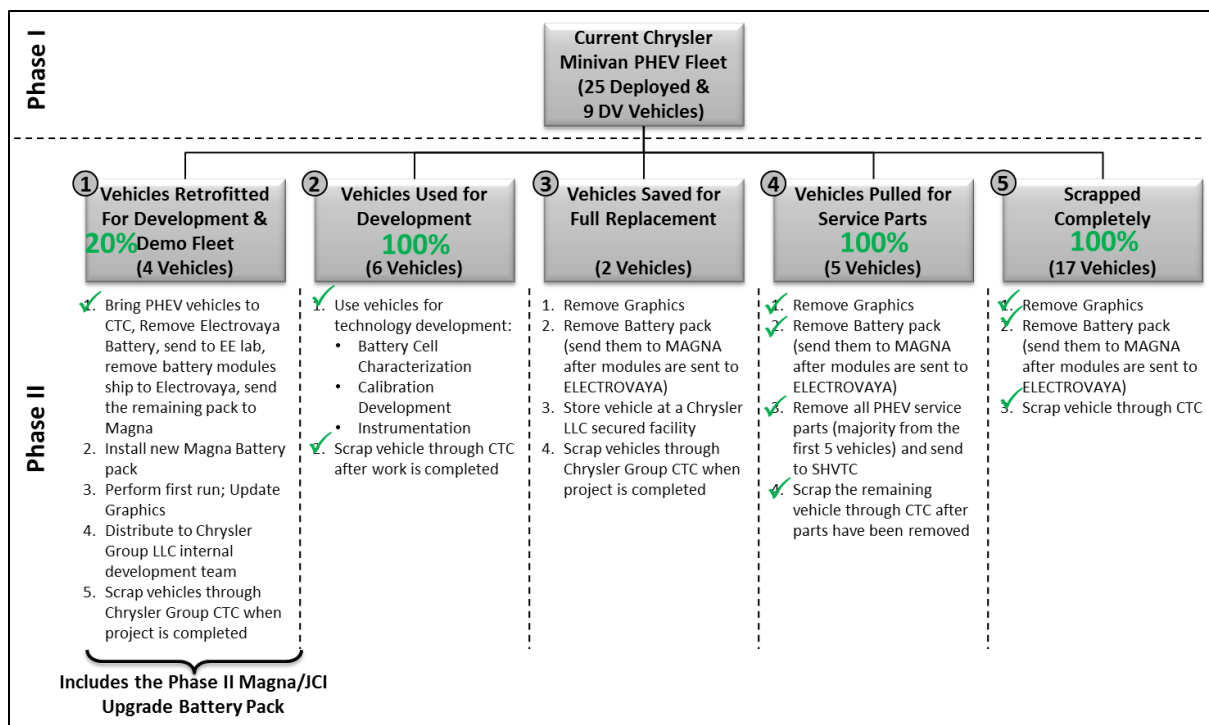 Phase I
Current Chrysler
Minivan PHEV Fleet
(25 Deployed &
9 DV Vehicles)
Phase II
1
Vehicles Retrofitted
For Development &
20% Demo Fleet
(4 Vehicles)
1. Bring PHEV vehicles to
CTC, Remove Electrovaya
Battery, send to EE lab,
remove battery modules
ship to Electrovaya, send
the remaining pack to
Magna
2. Install new Magna Battery
pack
3. Perform first run; Update
Graphics
4. Distribute to Chrysler
Group LLC internal
development team
5. Scrap vehicles through
Chrysler Group CTC when
project is completed
Includes the Phase II Magna/JCI
Upgrade Battery Pack
2
Vehicles Used for
Development
100%
(6 Vehicles)
1. Use vehicles for
technology development:
• Battery Cell
Characterization
• Calibration
Development
• Instrumentation
2. Scrap vehicle through CTC
after work is completed
3
Vehicles Saved for
Full Replacement
(2 Vehicles)
1. Remove Graphics
2. Remove Battery pack
(send them to MAGNA
after modules are sent to
ELECTROVAYA)
3. Store vehicle at a Chrysler
LLC secured facility
4. Scrap vehicles through
Chrysler Group CTC when
project is completed
4
Vehicles Pulled for
Service Parts
100%
(5 Vehicles)
1. Remove Graphics
2. Remove Battery pack
(send them to MAGNA
after modules are sent to
ELECTROVAYA)
3. Remove all PHEV service
parts (majority from the
first 5 vehicles) and send
to SHVTC
4. Scrap the remaining
vehicle through CTC after
parts have been removed
5
Scrapped
Completely
100%
(17 Vehicles)
1. Remove Graphics
2. Remove Battery pack
(send them to MAGNA
after modules are sent to
ELECTROVAYA)
3. Scrap vehicle through CTC